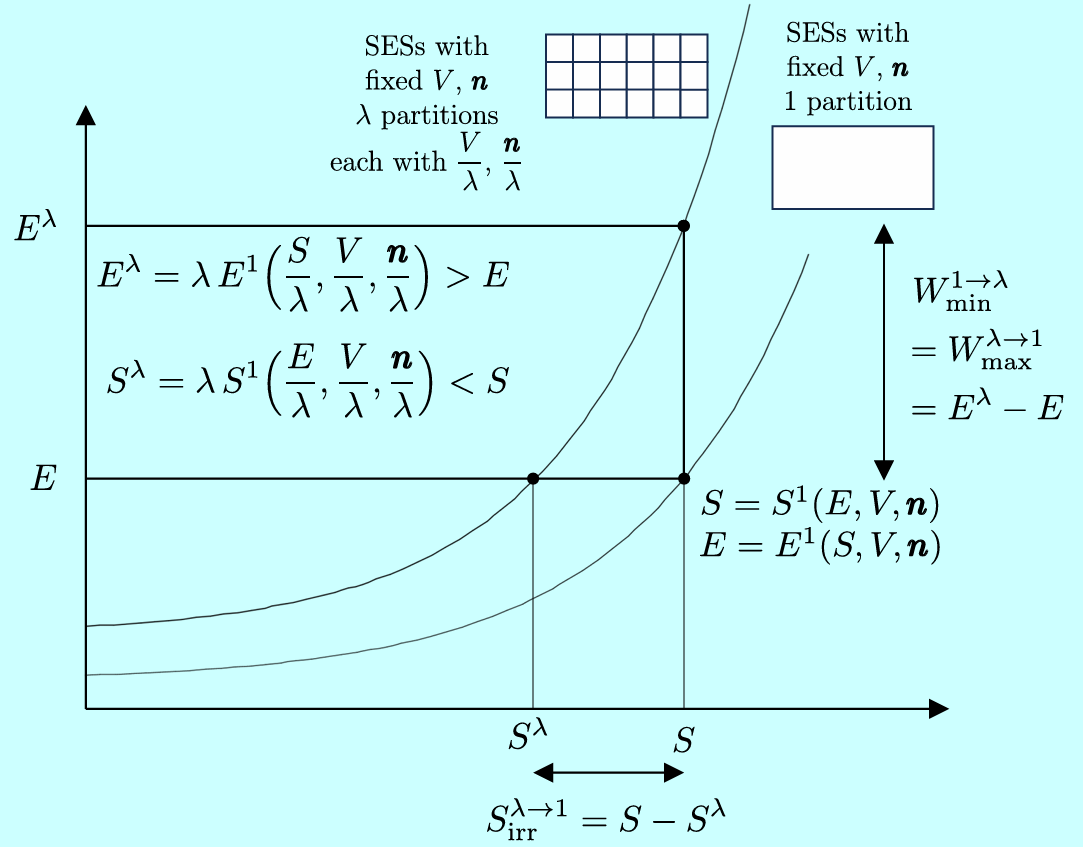 SESs with
fixed V, n
λ partitions
each with V/λ, n/λ
SESs with
fixed V, n
1 partition
E^λ
E^λ = λ E^1(S/λ, V/λ, n/λ) > E
S^λ = λ S^1(E/λ, V/λ, n/λ) < S
W_min^{1→λ}
= W_max^{λ→1}
= E^λ − E
E
S = S^1(E, V, n)
E = E^1(S, V, n)
S^λ
S
S_irr^{λ→1} = S − S^λ